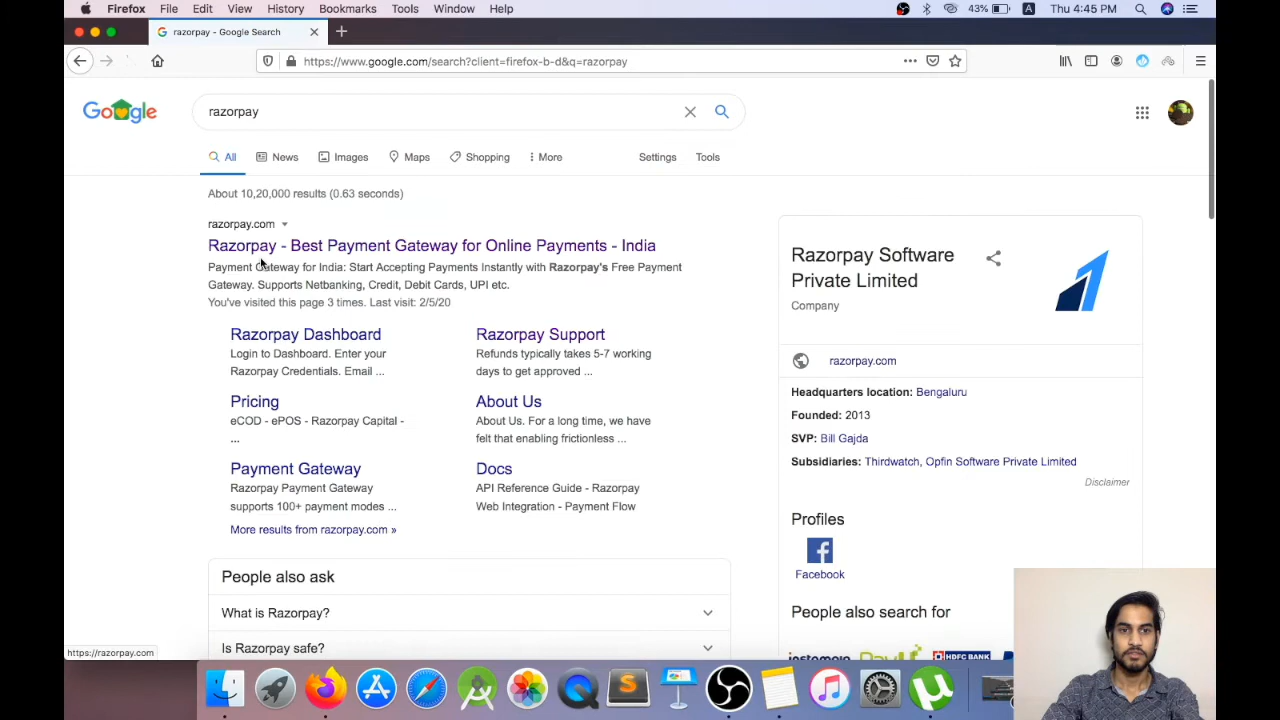 Firefox File Edit View History Bookmarks Tools Window Help 43% A Thu 4:45 PM
razorpay - Google Search
https://www.google.com/search?client=firefox-b-d&q=razorpay
Google
razorpay
All News Images Maps Shopping More Settings Tools
About 10,20,000 results (0.63 seconds)
razorpay.com
Razorpay - Best Payment Gateway for Online Payments - India
Payment Gateway for India: Start Accepting Payments Instantly with Razorpay's Free Payment
Gateway. Supports Netbanking, Credit, Debit Cards, UPI etc.
You've visited this page 3 times. Last visit: 2/5/20
Razorpay Dashboard
Login to Dashboard. Enter your
Razorpay Credentials. Email ...
Razorpay Support
Refunds typically takes 5-7 working
days to get approved ...
Pricing
eCOD - ePOS - Razorpay Capital -
...
About Us
About Us. For a long time, we have
felt that enabling frictionless ...
Payment Gateway
Razorpay Payment Gateway
supports 100+ payment modes ...
Docs
API Reference Guide - Razorpay
Web Integration - Payment Flow
More results from razorpay.com »
People also ask
What is Razorpay?
Is Razorpay safe?
Razorpay Software
Private Limited
Company
razorpay.com
Headquarters location: Bengaluru
Founded: 2013
SVP: Bill Gajda
Subsidiaries: Thirdwatch, Opfin Software Private Limited
Disclaimer
Profiles
Facebook
People also search for
instamojo PayU HDFC BANK
https://razorpay.com